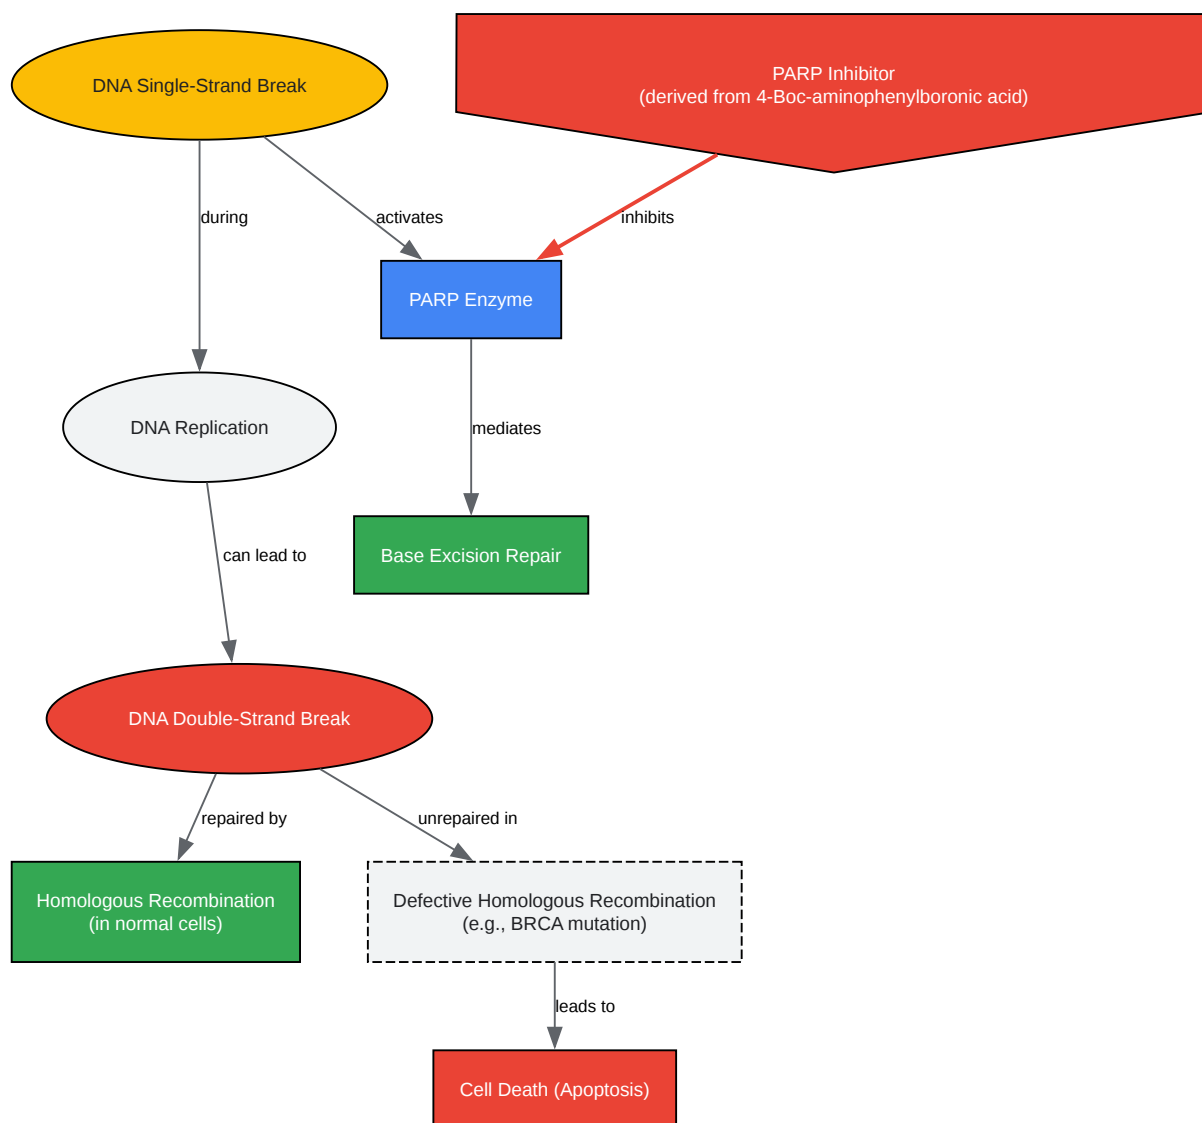 DNA Single-Strand Break
PARP Inhibitor
(derived from 4-Boc-aminophenylboronic acid)
during
activates
inhibits
PARP Enzyme
DNA Replication
mediates
can lead to
Base Excision Repair
DNA Double-Strand Break
repaired by
unrepaired in
Homologous Recombination
(in normal cells)
Defective Homologous Recombination
(e.g., BRCA mutation)
leads to
Cell Death (Apoptosis)